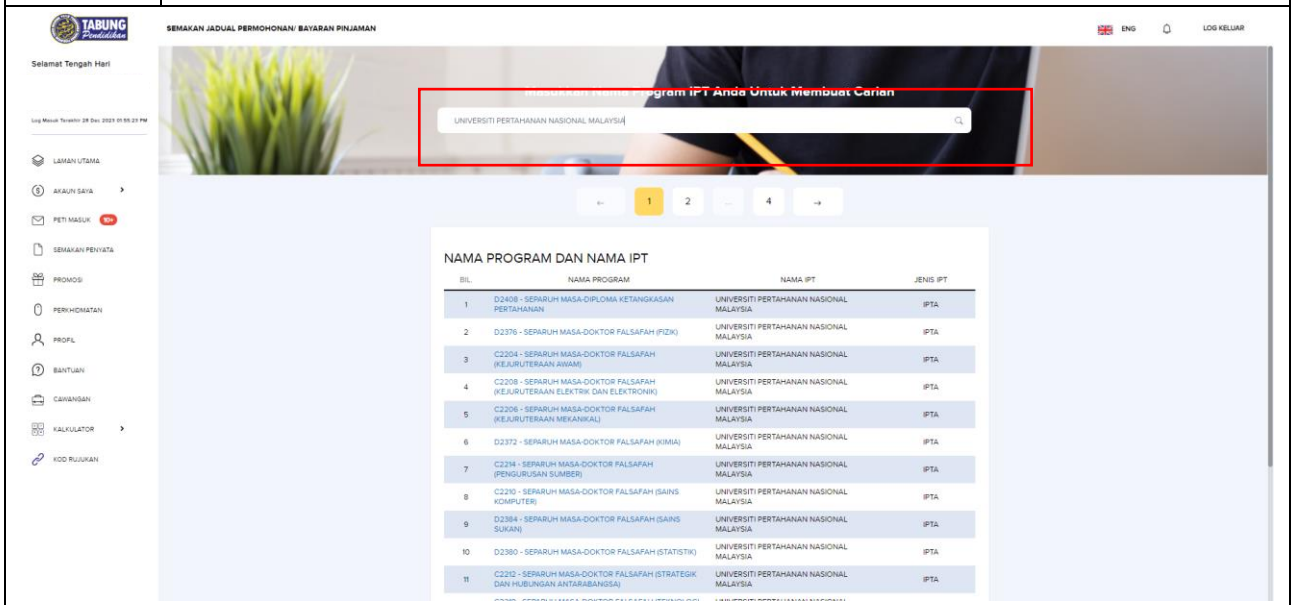 TABUNG
Pendidikan
SEMAKAN JADUAL PERMOHONAN/ BAYARAN PINJAMAN
ENG
LOG KELUAR
Selamat Tengah Hari
Log Masuk Terakhir 28 Dec 2023 01:55:23 PM
LAMAN UTAMA
AKAUN SAYA
PETI MASUK 10+
SEMAKAN PENYATA
PROMOSI
PERKHIDMATAN
PROFIL
BANTUAN
CAWANGAN
KALKULATOR
KOD RUJUKAN
Masukkan Nama Program IPT Anda Untuk Membuat Carian
UNIVERSITI PERTAHANAN NASIONAL MALAYSIA
← 1 2 ... 4 →
NAMA PROGRAM DAN NAMA IPT
BIL. NAMA PROGRAM NAMA IPT JENIS IPT
1 D2408 - SEPARUH MASA-DIPLOMA KETANGKASAN PERTAHANAN UNIVERSITI PERTAHANAN NASIONAL MALAYSIA IPTA
2 D2376 - SEPARUH MASA-DOKTOR FALSAFAH (FIZIK) UNIVERSITI PERTAHANAN NASIONAL MALAYSIA IPTA
3 C2204 - SEPARUH MASA-DOKTOR FALSAFAH (KEJURUTERAAN AWAM) UNIVERSITI PERTAHANAN NASIONAL MALAYSIA IPTA
4 C2208 - SEPARUH MASA-DOKTOR FALSAFAH (KEJURUTERAAN ELEKTRIK DAN ELEKTRONIK) UNIVERSITI PERTAHANAN NASIONAL MALAYSIA IPTA
5 C2206 - SEPARUH MASA-DOKTOR FALSAFAH (KEJURUTERAAN MEKANIKAL) UNIVERSITI PERTAHANAN NASIONAL MALAYSIA IPTA
6 D2372 - SEPARUH MASA-DOKTOR FALSAFAH (KIMIA) UNIVERSITI PERTAHANAN NASIONAL MALAYSIA IPTA
7 C2214 - SEPARUH MASA-DOKTOR FALSAFAH (PENGURUSAN SUMBER) UNIVERSITI PERTAHANAN NASIONAL MALAYSIA IPTA
8 C2210 - SEPARUH MASA-DOKTOR FALSAFAH (SAINS KOMPUTER) UNIVERSITI PERTAHANAN NASIONAL MALAYSIA IPTA
9 D2384 - SEPARUH MASA-DOKTOR FALSAFAH (SAINS SUKAN) UNIVERSITI PERTAHANAN NASIONAL MALAYSIA IPTA
10 D2380 - SEPARUH MASA-DOKTOR FALSAFAH (STATISTIK) UNIVERSITI PERTAHANAN NASIONAL MALAYSIA IPTA
11 C2212 - SEPARUH MASA-DOKTOR FALSAFAH (STRATEGIK DAN HUBUNGAN ANTARABANGSA) UNIVERSITI PERTAHANAN NASIONAL MALAYSIA IPTA